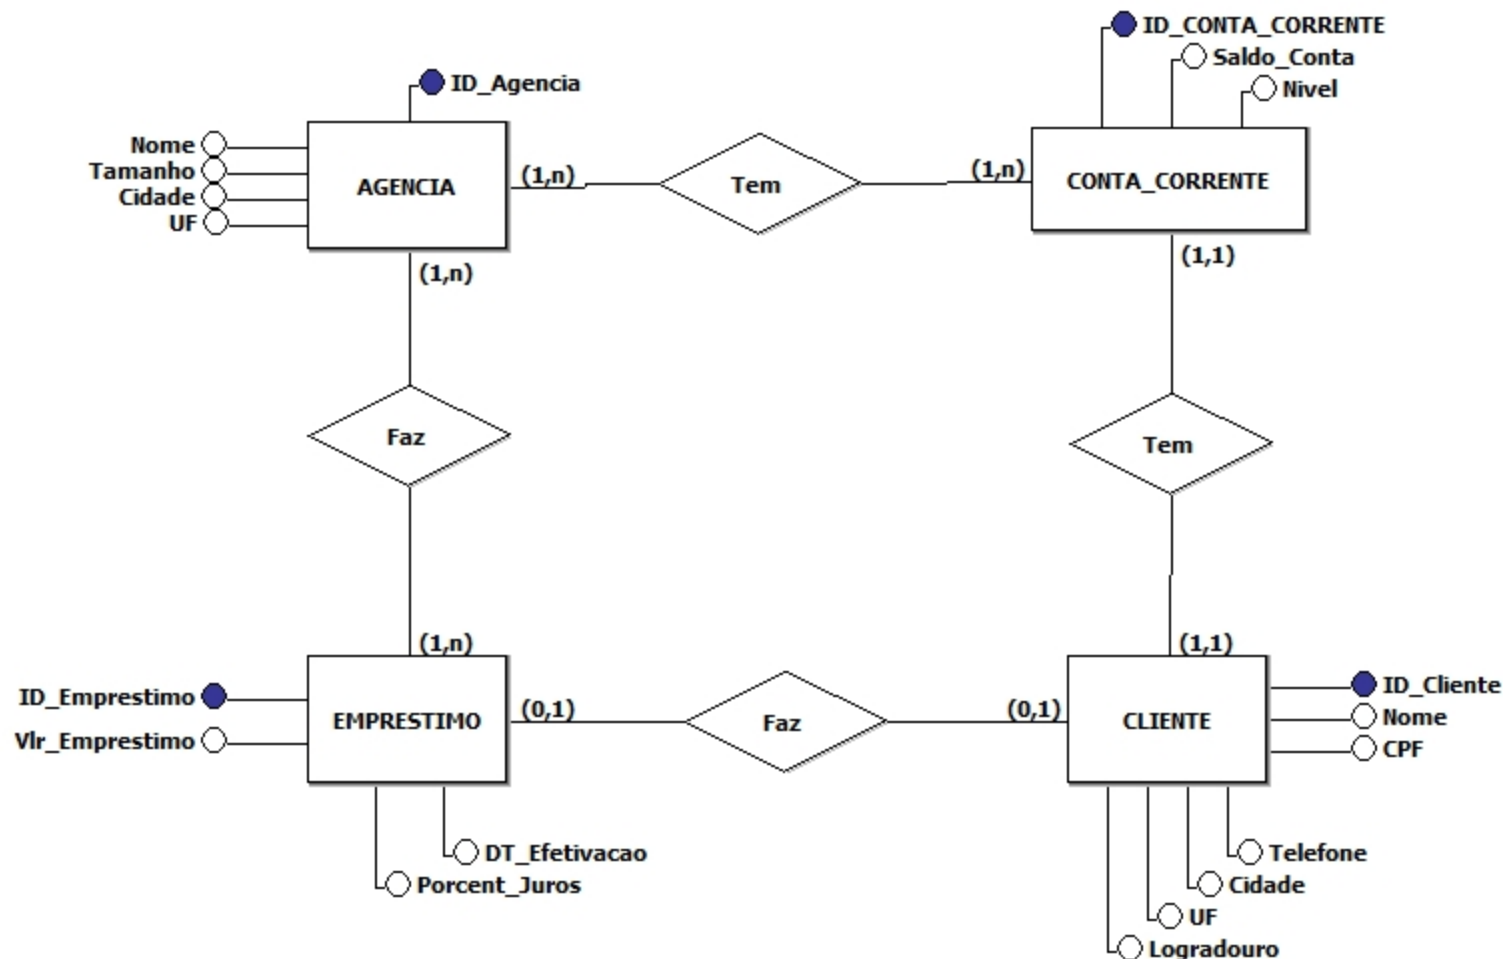 ID_CONTA_CORRENTE
Saldo_Conta
Nivel
ID_Agencia
Nome
Tamanho
Cidade
UF
AGENCIA
(1,n)
Tem
(1,n)
CONTA_CORRENTE
(1,n)
(1,1)
Faz
Tem
(1,n)
(1,1)
ID_Emprestimo
Vlr_Emprestimo
EMPRESTIMO
(0,1)
Faz
(0,1)
CLIENTE
ID_Cliente
Nome
CPF
DT_Efetivacao
Porcent_Juros
Telefone
Cidade
UF
Logradouro